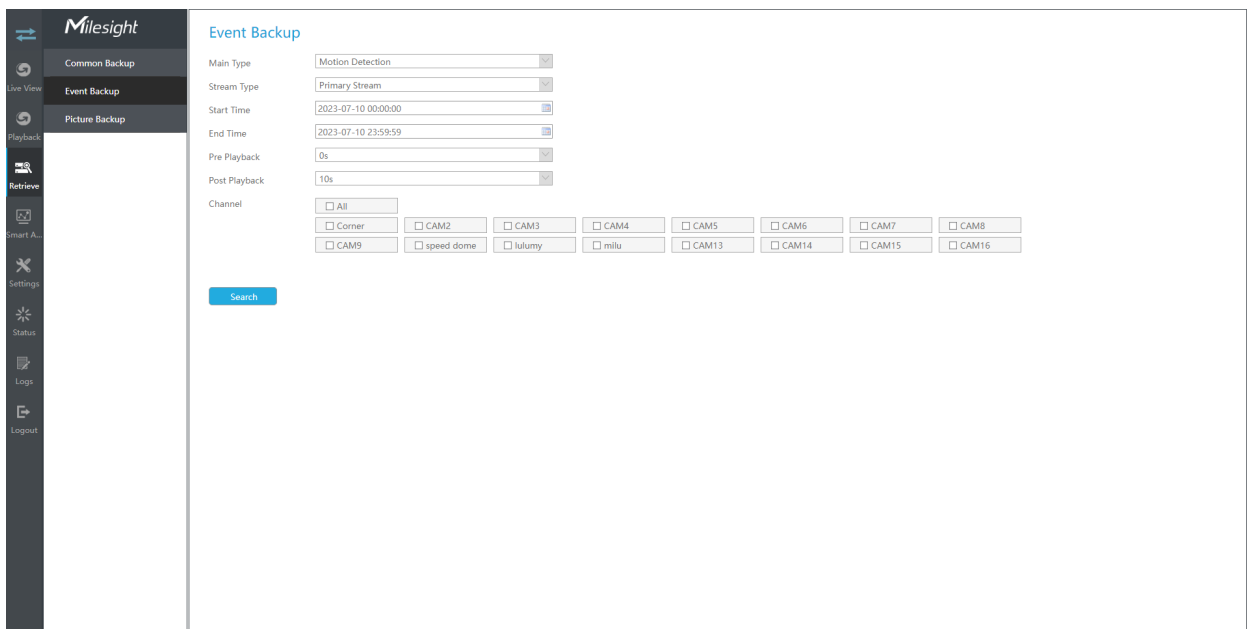 Milesight
Live View
Playback
Retrieve
Smart A...
Settings
Status
Logs
Logout
Common Backup
Event Backup
Picture Backup
Event Backup
Main Type Motion Detection
Stream Type Primary Stream
Start Time 2023-07-10 00:00:00
End Time 2023-07-10 23:59:59
Pre Playback 0s
Post Playback 10s
Channel All
Corner CAM2 CAM3 CAM4 CAM5 CAM6 CAM7 CAM8
CAM9 speed dome lulumy milu CAM13 CAM14 CAM15 CAM16
Search